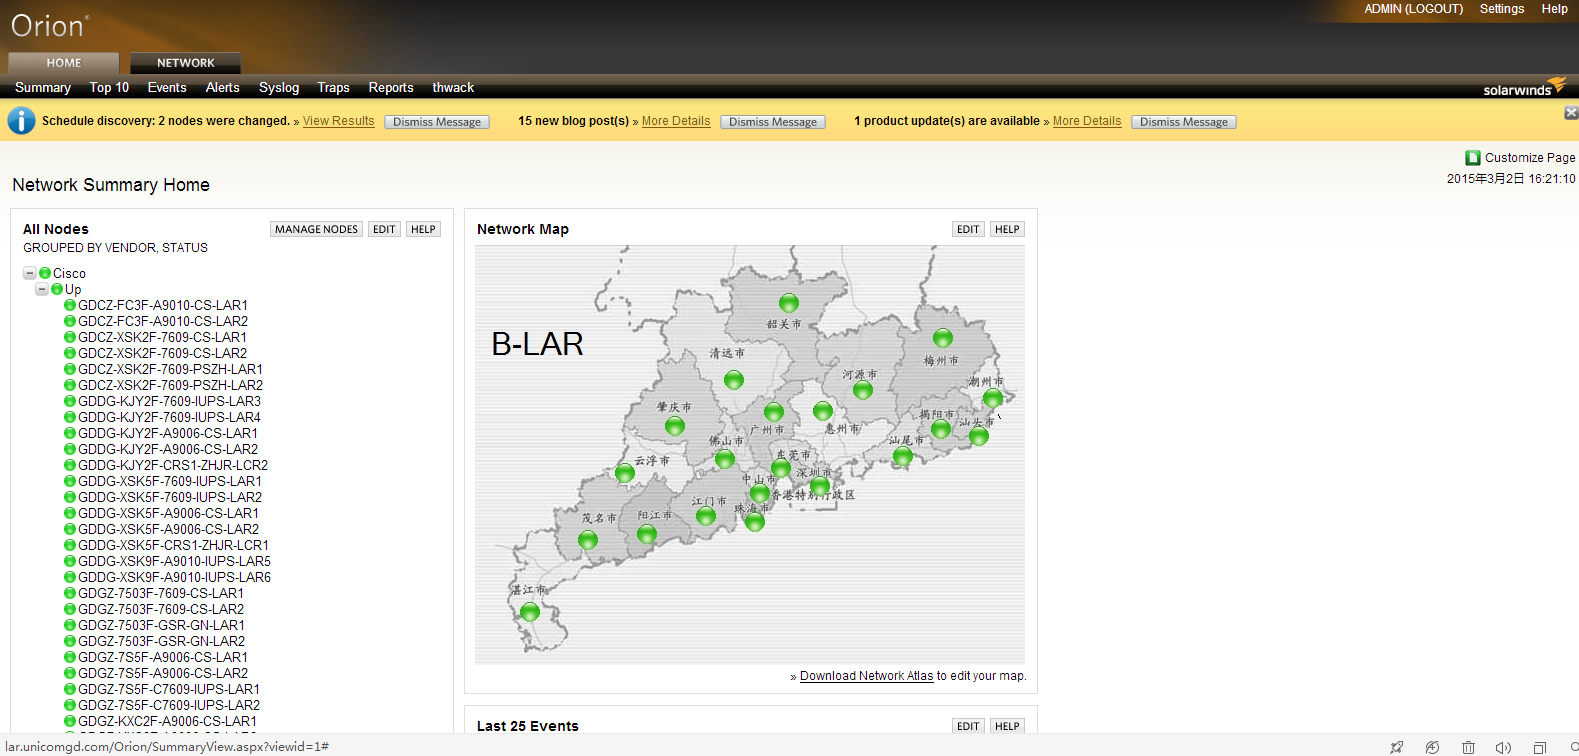 ADMIN (LOGOUT) Settings Help
Orion
HOME NETWORK
Summary Top 10 Events Alerts Syslog Traps Reports thwack
solarwinds
Schedule discovery: 2 nodes were changed. » View Results Dismiss Message 15 new blog post(s) » More Details Dismiss Message 1 product update(s) are available » More Details Dismiss Message
Customize Page
2015年3月2日 16:21:10
Network Summary Home
All Nodes MANAGE NODES EDIT HELP
GROUPED BY VENDOR, STATUS
Cisco
Up
GDCZ-FC3F-A9010-CS-LAR1
GDCZ-FC3F-A9010-CS-LAR2
GDCZ-XSK2F-7609-CS-LAR1
GDCZ-XSK2F-7609-CS-LAR2
GDCZ-XSK2F-7609-PSZH-LAR1
GDCZ-XSK2F-7609-PSZH-LAR2
GDDG-KJY2F-7609-IUPS-LAR3
GDDG-KJY2F-7609-IUPS-LAR4
GDDG-KJY2F-A9006-CS-LAR1
GDDG-KJY2F-A9006-CS-LAR2
GDDG-KJY2F-CRS1-ZHJR-LCR2
GDDG-XSK5F-7609-IUPS-LAR1
GDDG-XSK5F-7609-IUPS-LAR2
GDDG-XSK5F-A9006-CS-LAR1
GDDG-XSK5F-A9006-CS-LAR2
GDDG-XSK5F-CRS1-ZHJR-LCR1
GDDG-XSK9F-A9010-IUPS-LAR5
GDDG-XSK9F-A9010-IUPS-LAR6
GDGZ-7503F-7609-CS-LAR1
GDGZ-7503F-7609-CS-LAR2
GDGZ-7503F-GSR-GN-LAR1
GDGZ-7503F-GSR-GN-LAR2
GDGZ-7S5F-A9006-CS-LAR1
GDGZ-7S5F-A9006-CS-LAR2
GDGZ-7S5F-C7609-IUPS-LAR1
GDGZ-7S5F-C7609-IUPS-LAR2
GDGZ-KXC2F-A9006-CS-LAR1
Network Map EDIT HELP
B-LAR
韶关市
清远市
梅州市
河源市
潮州市
肇庆市
揭阳市
汕头市
广州市
惠州市
佛山市
汕尾市
东莞市
云浮市
深圳市
中山市
香港特别行政区
江门市
珠海市
茂名市
阳江市
湛江市
» Download Network Atlas to edit your map.
Last 25 Events EDIT HELP
lar.unicomgd.com/Orion/SummaryView.aspx?viewid=1#